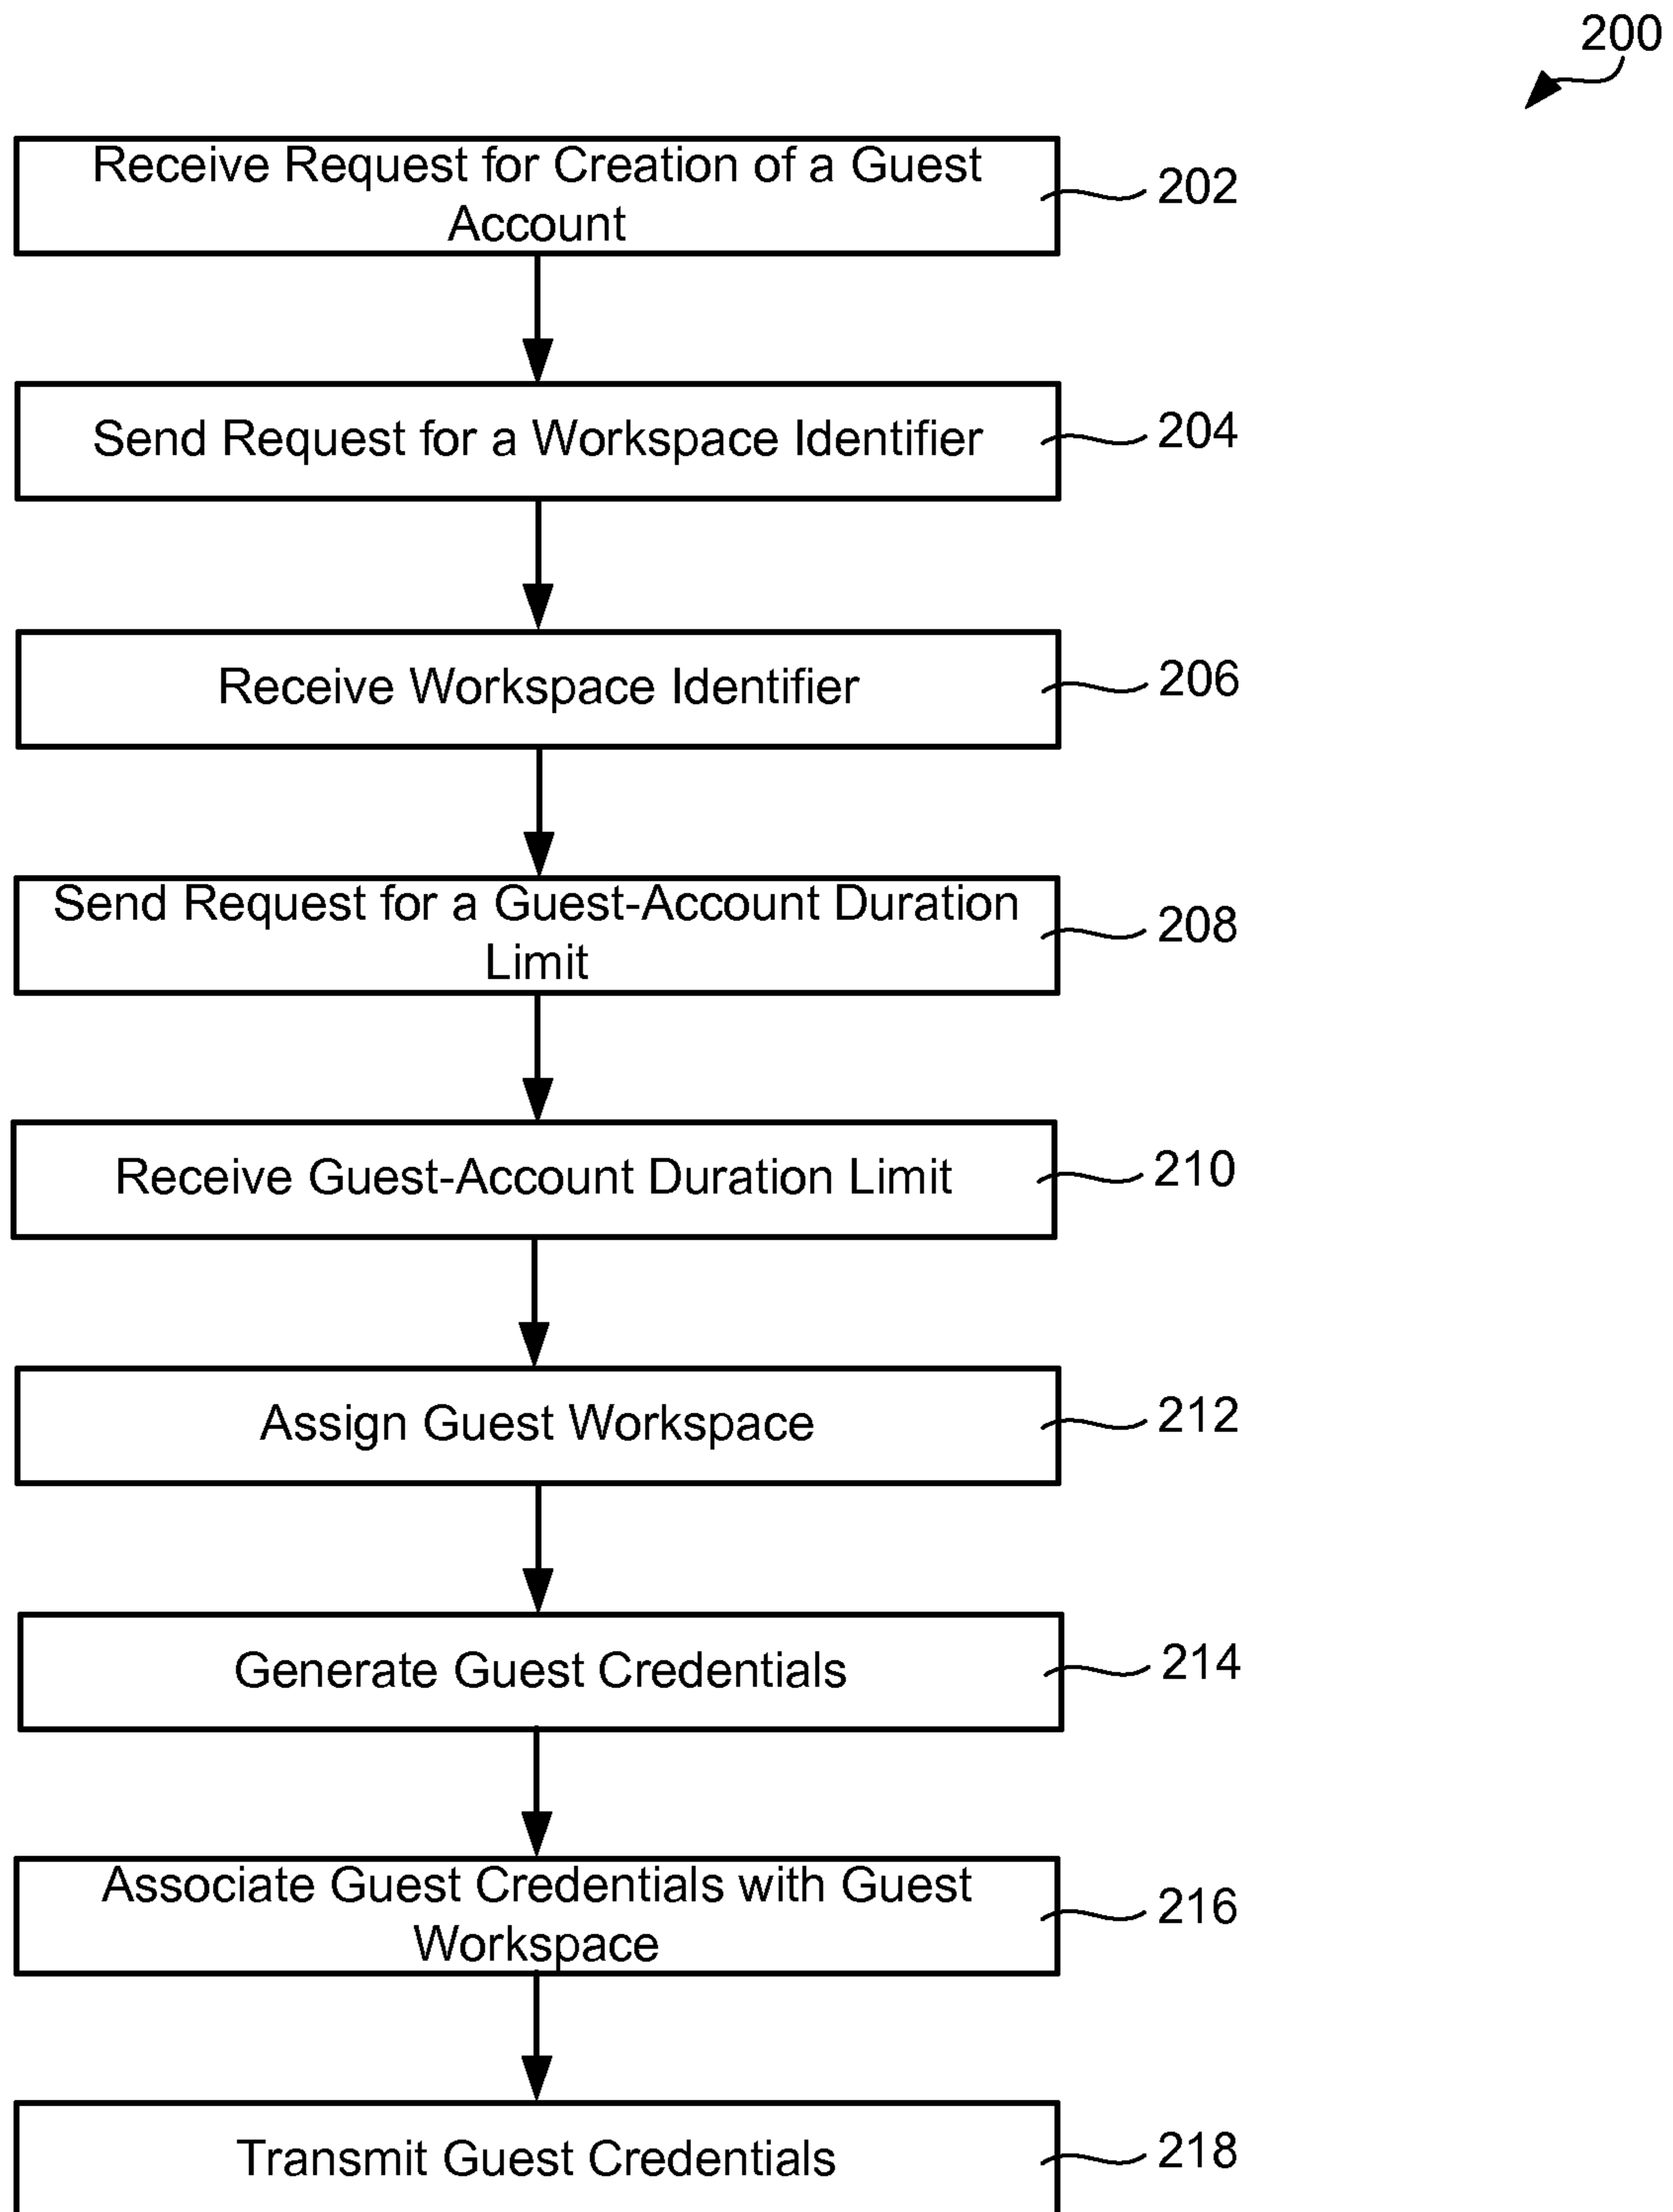 200
Receive Request for Creation of a Guest
Account
202
Send Request for a Workspace Identifier
204
Receive Workspace Identifier
206
Send Request for a Guest-Account Duration
Limit
208
Receive Guest-Account Duration Limit
210
Assign Guest Workspace
212
Generate Guest Credentials
214
Associate Guest Credentials with Guest
Workspace
216
Transmit Guest Credentials
218